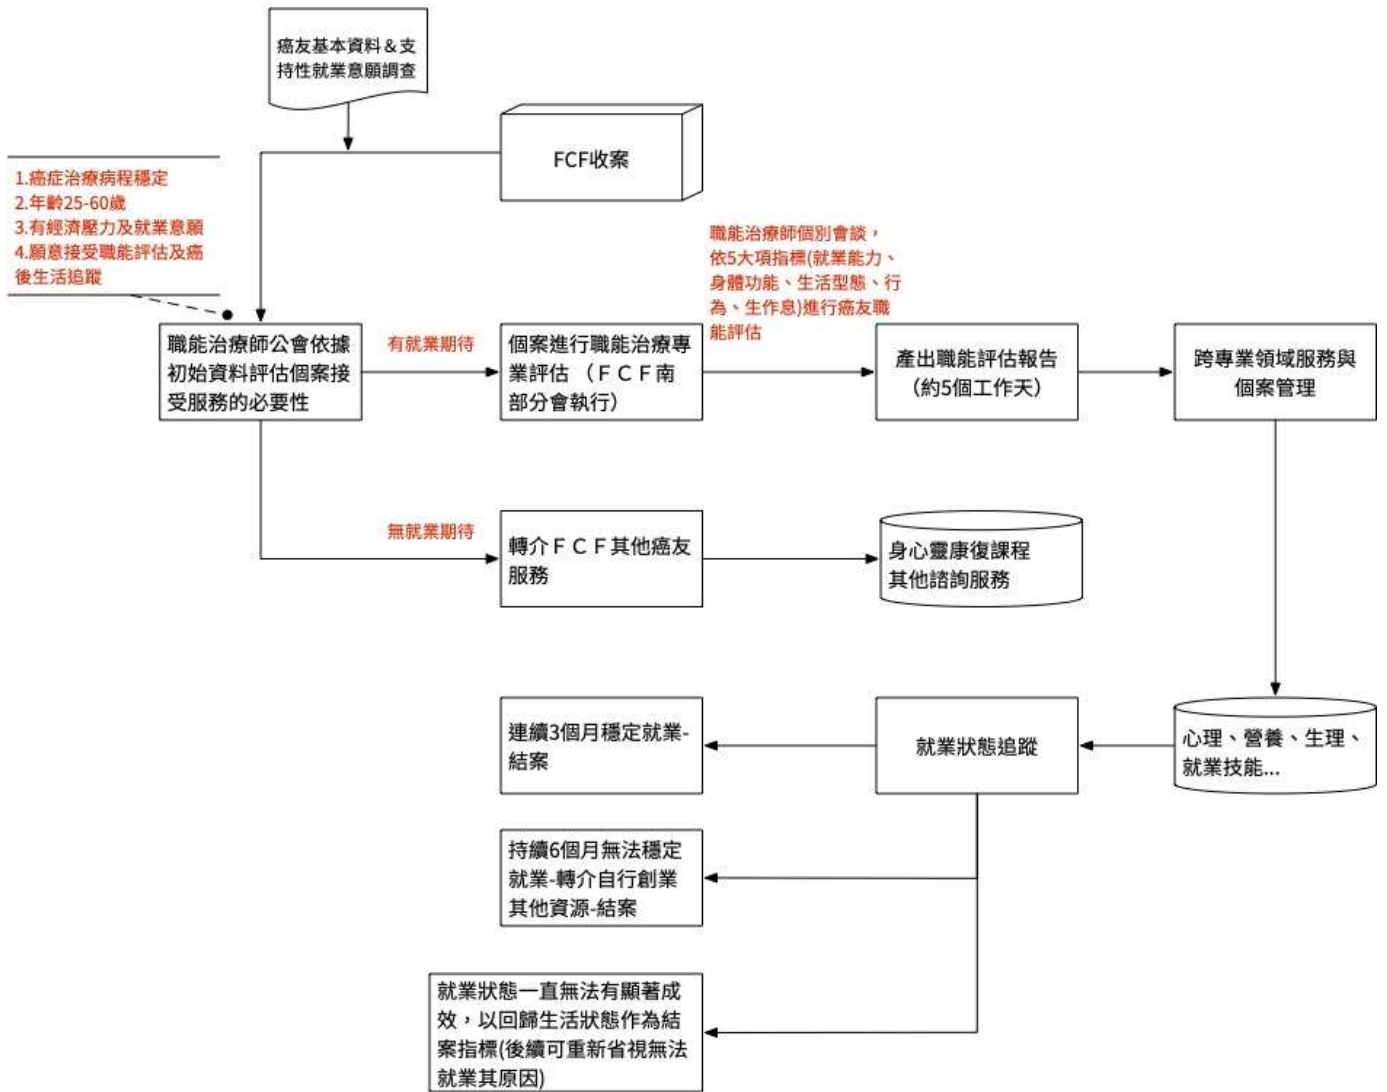 癌友基本資料＆支
持性就業意願調查
FCF收案
1.癌症治療病程穩定
2.年齡25-60歲
3.有經濟壓力及就業意願
4.願意接受職能評估及癌
後生活追蹤
職能治療師個別會談，
依5大項指標(就業能力、
身體功能、生活型態、行
為、生作息)進行癌友職
能評估
職能治療師公會依據
初始資料評估個案接
受服務的必要性
有就業期待
個案進行職能治療專
業評估 （ＦＣＦ南
部分會執行）
產出職能評估報告
（約5個工作天）
跨專業領域服務與
個案管理
無就業期待
轉介ＦＣＦ其他癌友
服務
身心靈康復課程
其他諮詢服務
連續3個月穩定就業-
結案
就業狀態追蹤
心理、營養、生理、
就業技能...
持續6個月無法穩定
就業-轉介自行創業
其他資源-結案
就業狀態一直無法有顯著成
效，以回歸生活狀態作為結
案指標(後續可重新省視無法
就業其原因)